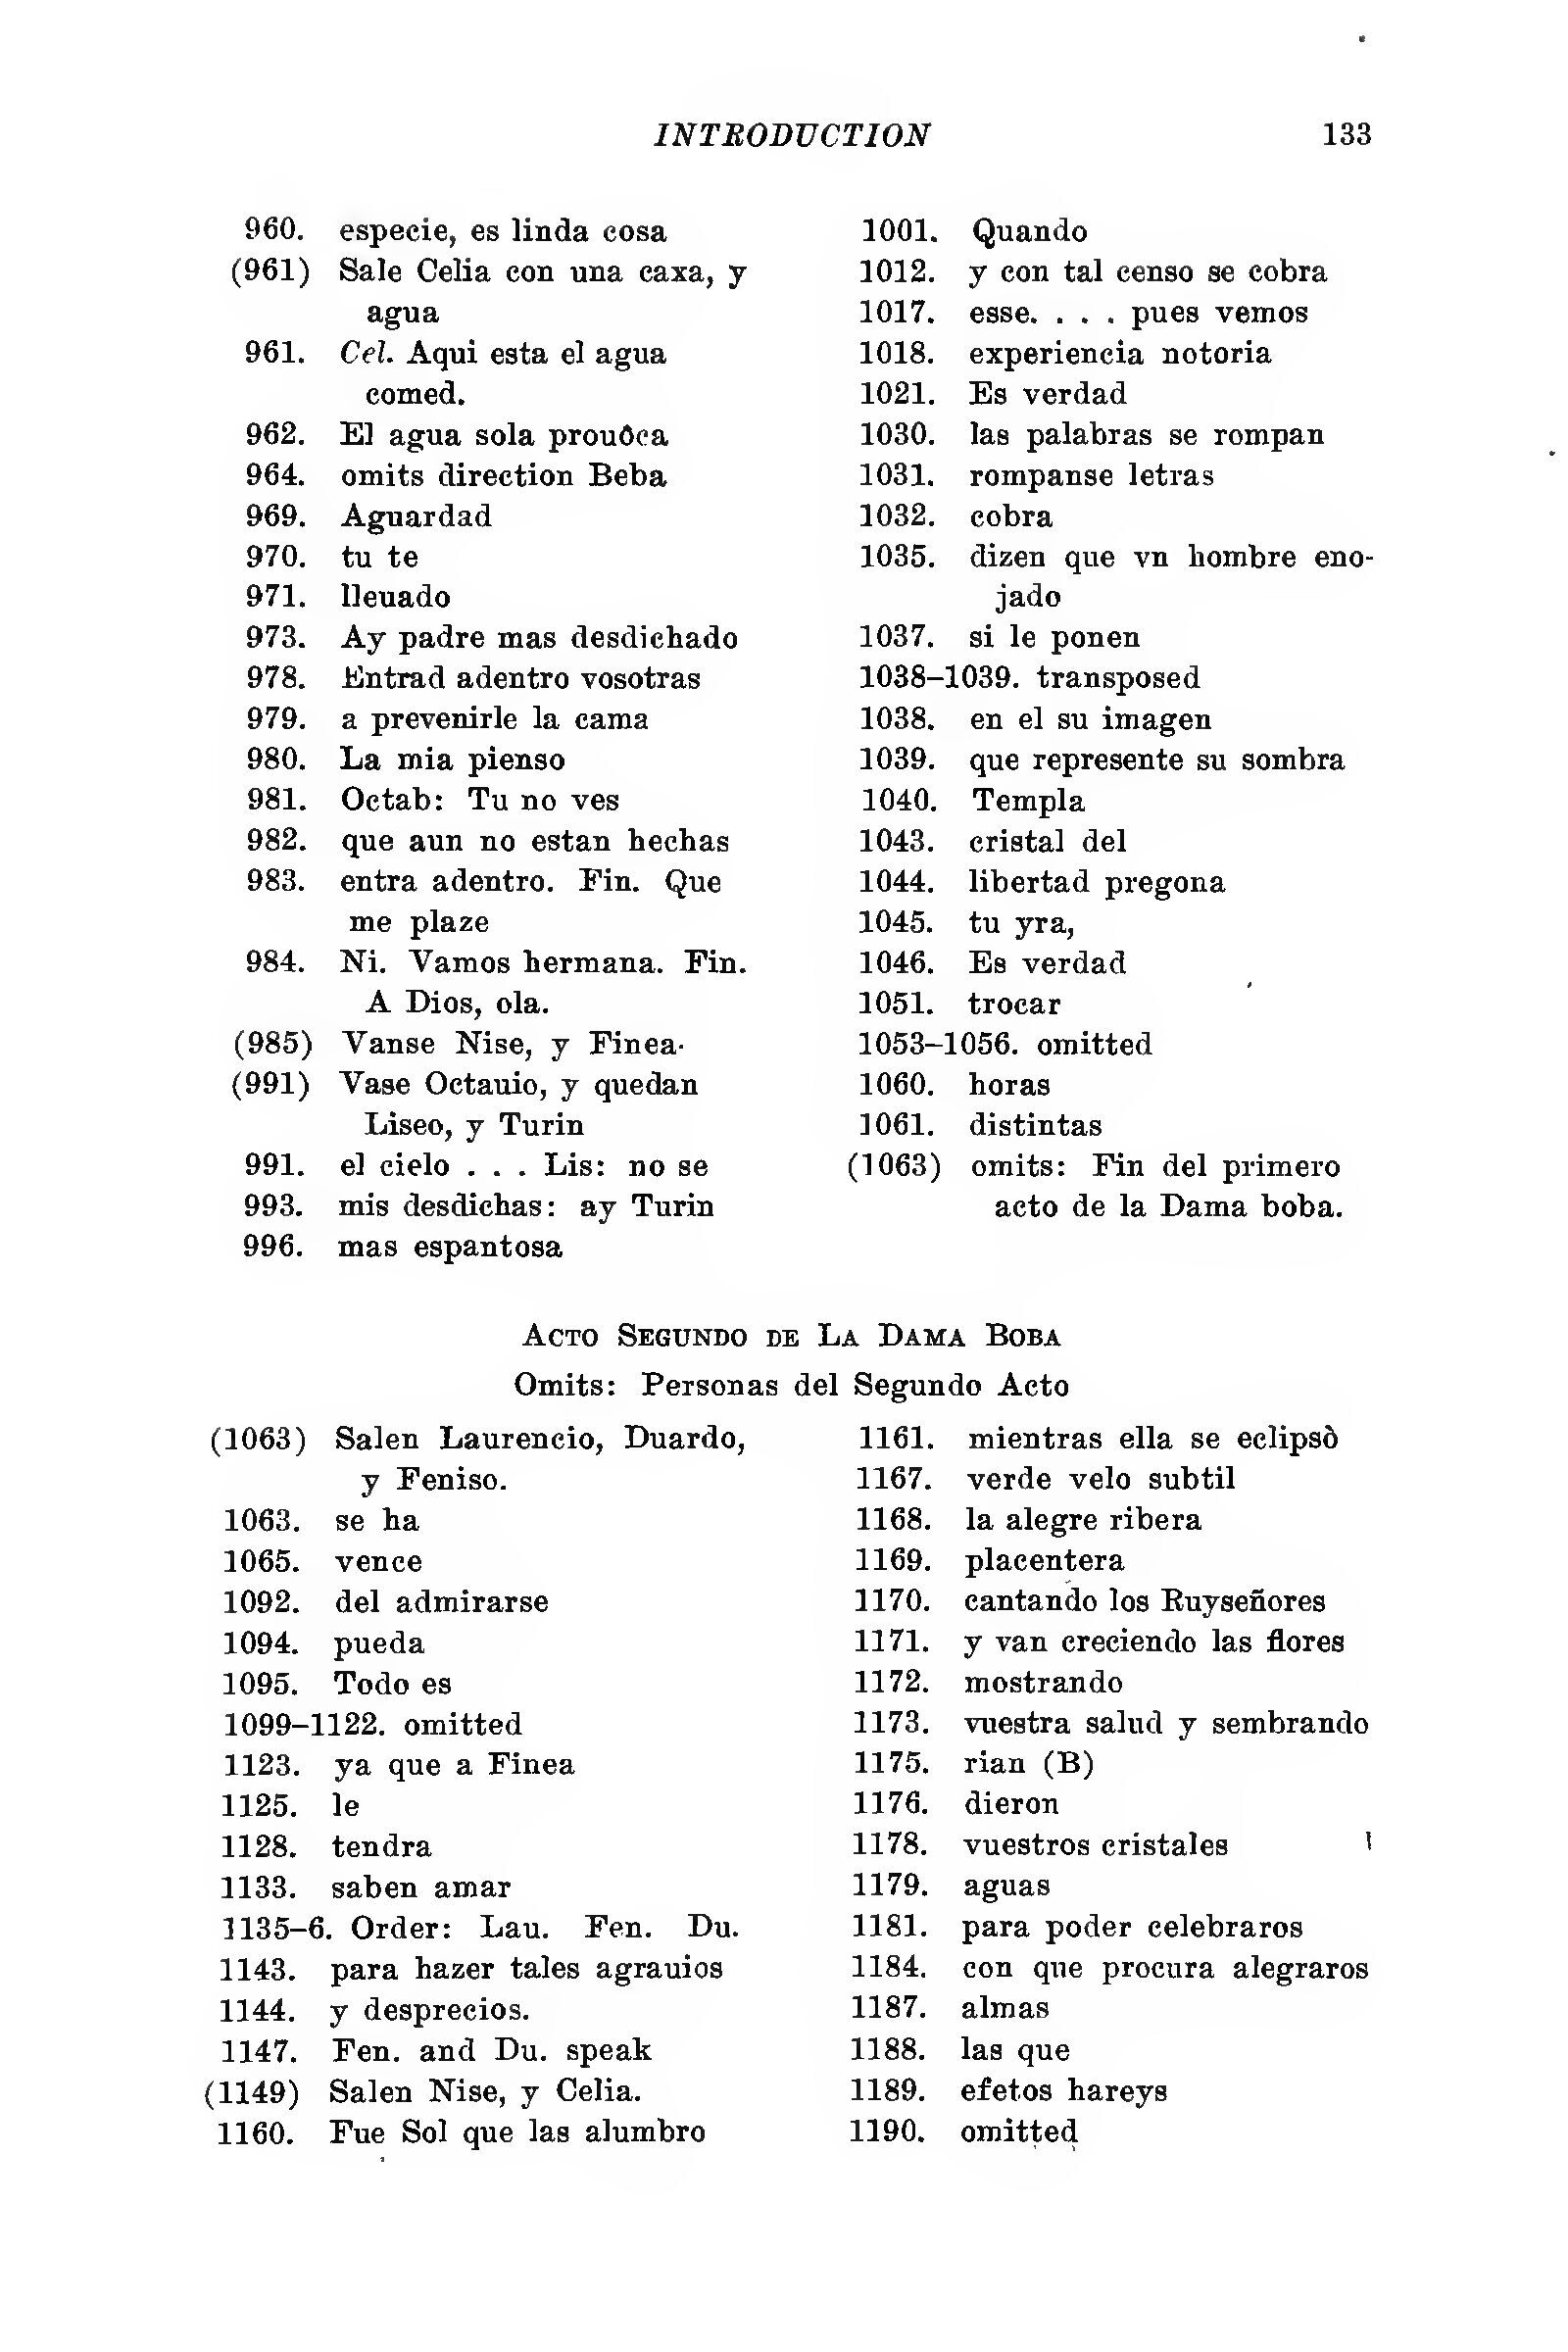 INTRODUCTION 133
960. especie, es linda cosa
(961) Sale Celia con una caxa, y
agua
961. Cel. Aqui esta el agua
comed.
962. El agua sola prouôca
964. omits direction Beba
969. Aguardad
970. tu te
971. lleuado
973. Ay padre mas desdichado
978. Entrad adentro vosotras
979. a prevenirle la cama
980. La mia pienso
981. Octab: Tu no ves
982. que aun no estan hechas
983. entra adentro. Fin. Que
me plaze
984. Ni. Vamos hermana. Fin.
A Dios, ola.
(985) Vanse Nise, y Finea.
(991) Vase Octauio, y quedan
Liseo, y Turin
991. el cielo . . . Lis: no se
993. mis desdichas: ay Turin
996. mas espantosa
1001. Quando
1012. y con tal censo se cobra
1017. esse. . . . pues vemos
1018. experiencia notoria
1021. Es verdad
1030. las palabras se rompan
1031. rompanse letras
1032. cobra
1035. dizen que vn hombre eno-
jado
1037. si le ponen
1038–1039. transposed
1038. en el su imagen
1039. que represente su sombra
1040. Templa
1043. cristal del
1044. libertad pregona
1045. tu yra,
1046. Es verdad
1051. trocar
1053–1056. omitted
1060. horas
1061. distintas
(1063) omits: Fin del primero
acto de la Dama boba.
ACTO SEGUNDO DE LA DAMA BOBA
Omits: Personas del Segundo Acto
(1063) Salen Laurencio, Duardo,
y Feniso.
1063. se ha
1065. vence
1092. del admirarse
1094. pueda
1095. Todo es
1099–1122. omitted
1123. ya que a Finea
1125. le
1128. tendra
1133. saben amar
1135–6. Order: Lau. Fen. Du.
1143. para hazer tales agrauios
1144. y desprecios.
1147. Fen. and Du. speak
(1149) Salen Nise, y Celia.
1160. Fue Sol que las alumbro
1161. mientras ella se eclipsò
1167. verde velo subtil
1168. la alegre ribera
1169. placentera
1170. cantando los Ruyseñores
1171. y van creciendo las flores
1172. mostrando
1173. vuestra salud y sembrando
1175. rian (B)
1176. dieron
1178. vuestros cristales
1179. aguas
1181. para poder celebraros
1184. con que procura alegraros
1187. almas
1188. las que
1189. efetos hareys
1190. omitted